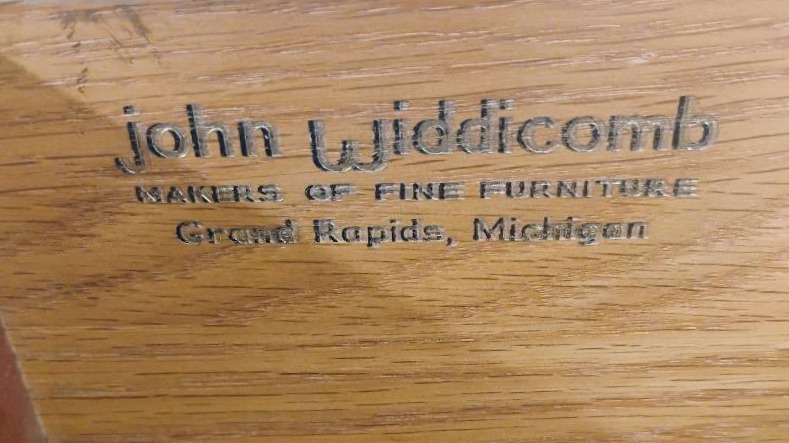 john widdicomb
MAKERS OF FINE FURNITURE
Grand Rapids, Michigan